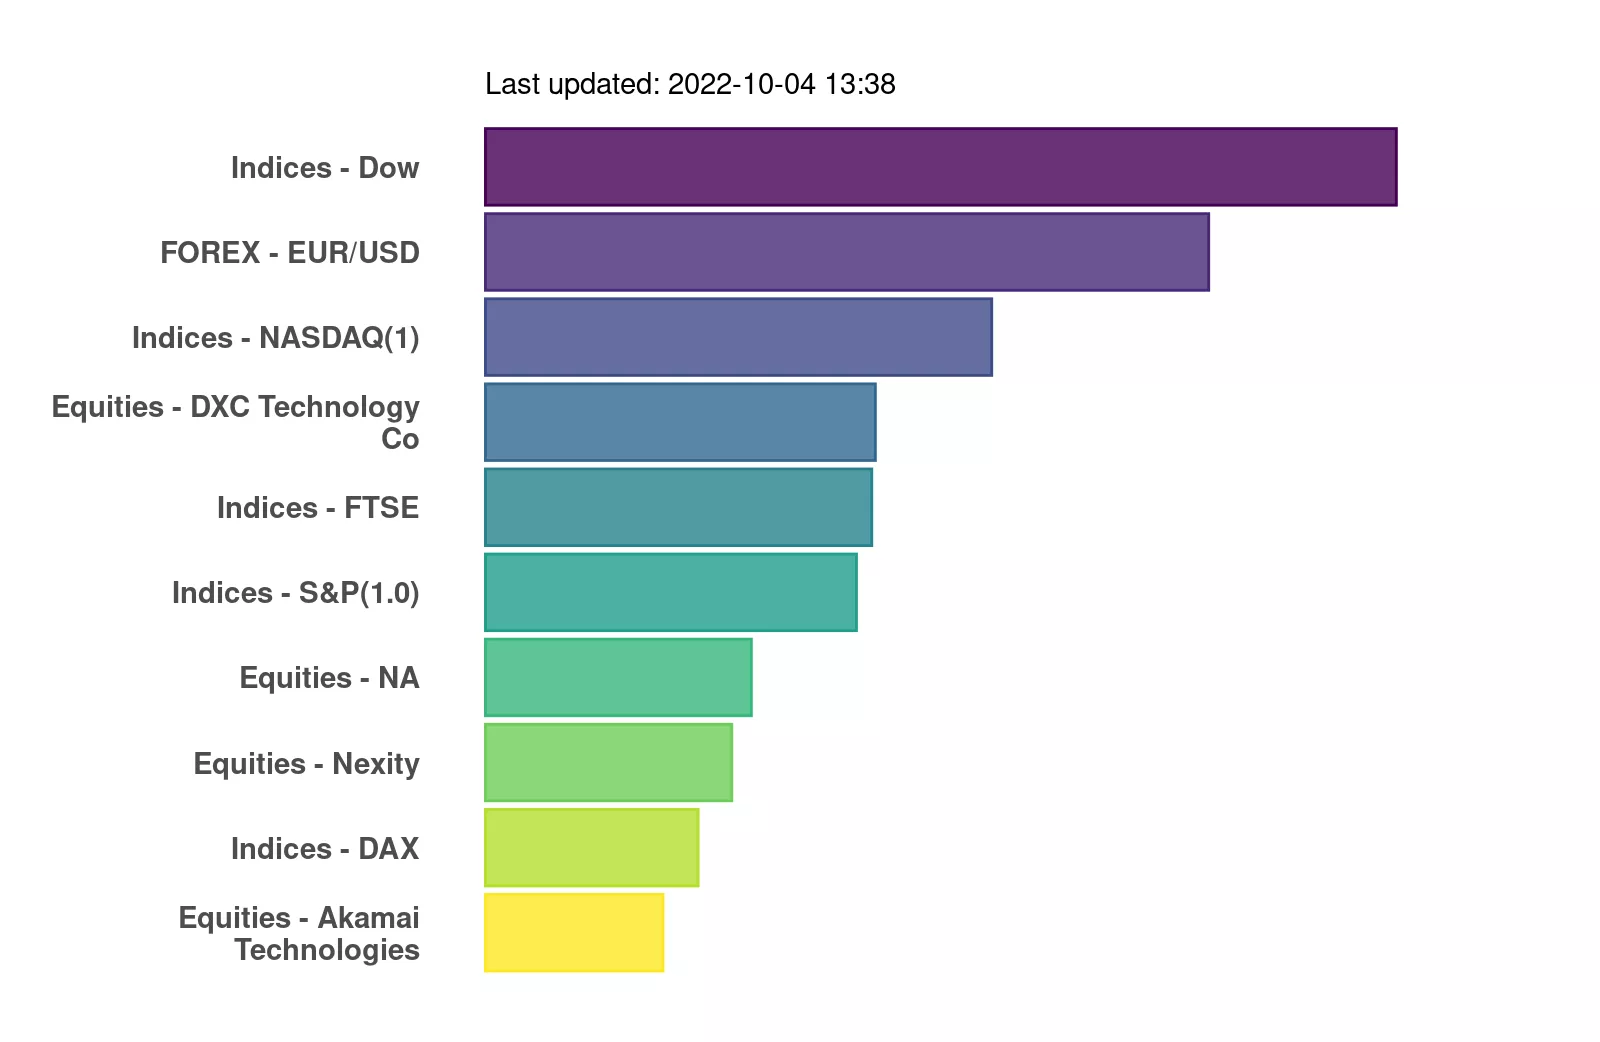 Last updated: 2022-10-04 13:38
Indices - Dow
FOREX - EUR/USD
Indices - NASDAQ(1)
Equities - DXC Technology
Co
Indices - FTSE
Indices - S&P(1.0)
Equities - NA
Equities - Nexity
Indices - DAX
Equities - Akamai
Technologies